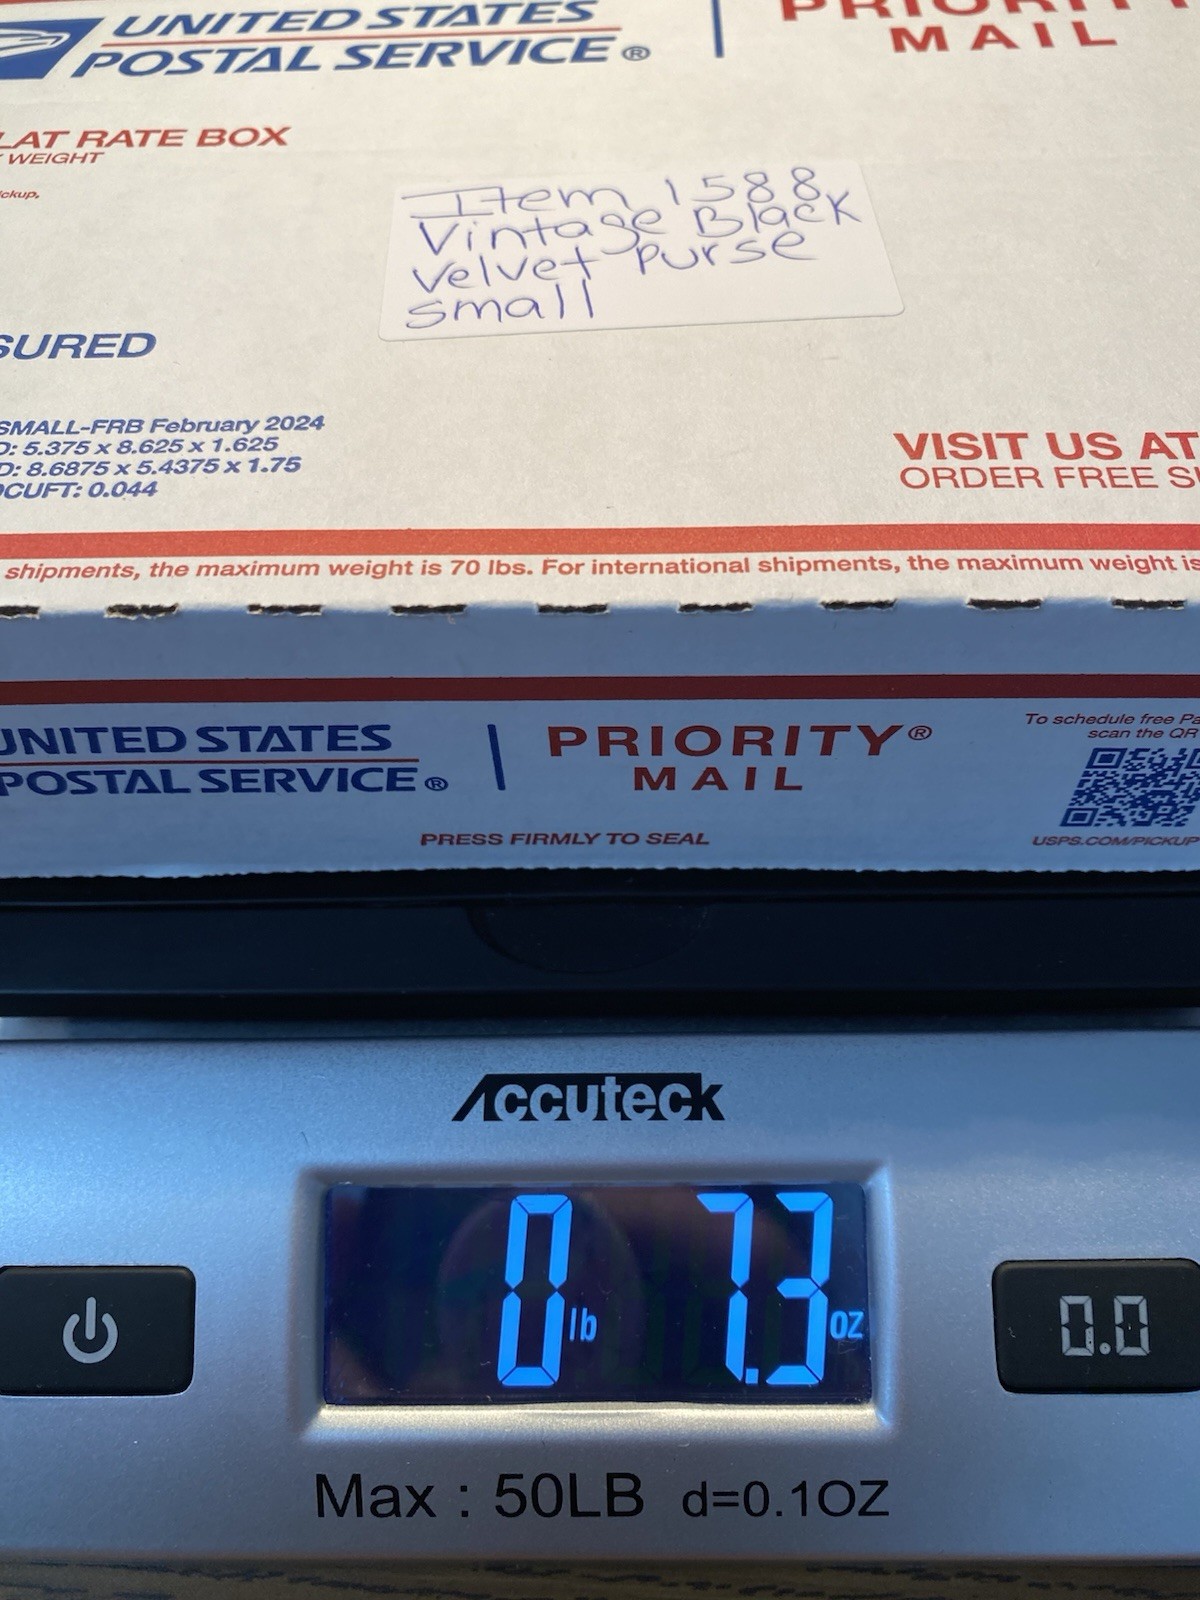 UNITED STATES
POSTAL SERVICE®
PRIORITY
MAIL
LAT RATE BOX
WEIGHT
ickup.
Item 1588
Vintage Black
Velvet purse
small
SURED
SMALL-FRB February 2024
D: 5.375 x 8.625 x 1.625
D: 8.6875 x 5.4375 x 1.75
OCUFT: 0.044
VISIT US AT
ORDER FREE S
shipments, the maximum weight is 70 lbs. For international shipments, the maximum weight is
UNITED STATES
POSTAL SERVICE®
PRIORITY®
MAIL
To schedule free Pa
scan the QR
USPS.COM/PICKUP
PRESS FIRMLY TO SEAL
Accuteck
0 lb 7.3 oz
0.0
Max : 50LB d=0.1OZ